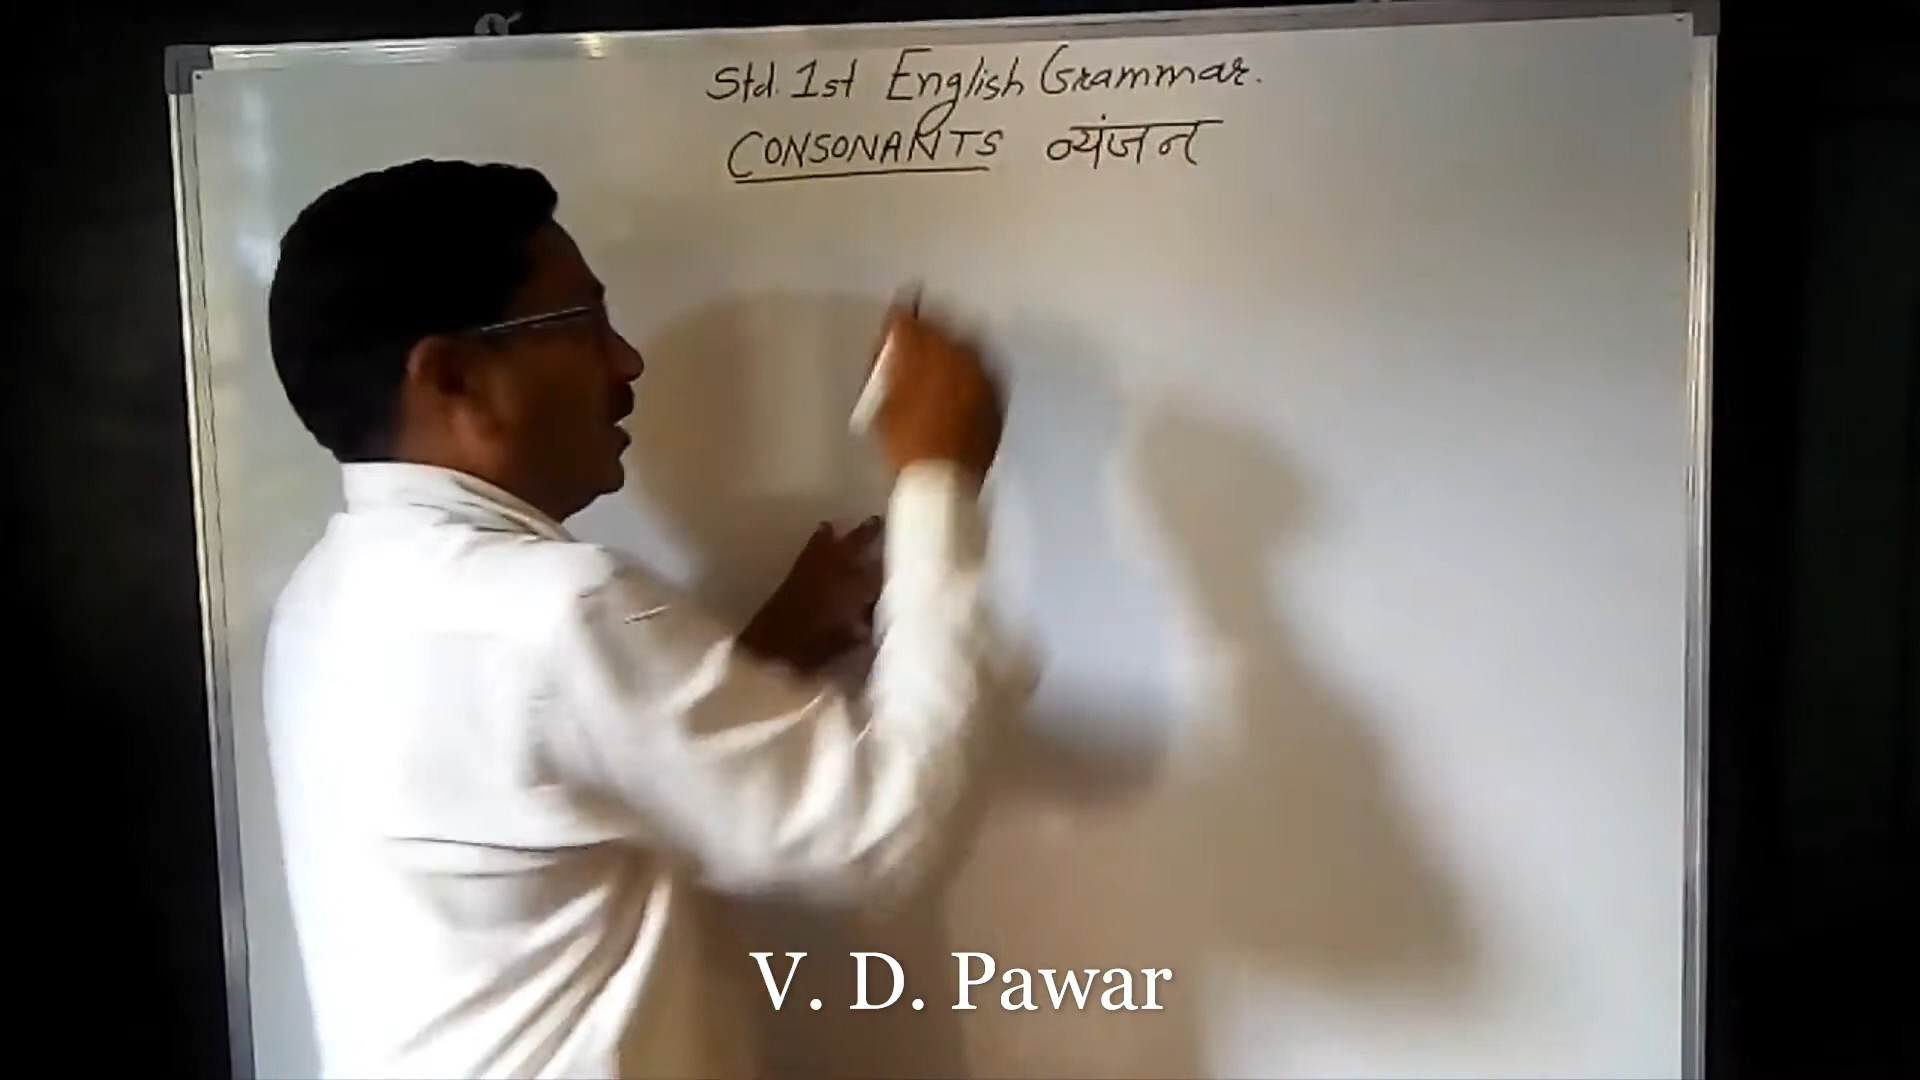 Std. 1st English Grammar.
CONSONANTS व्यंजन
V. D. Pawar